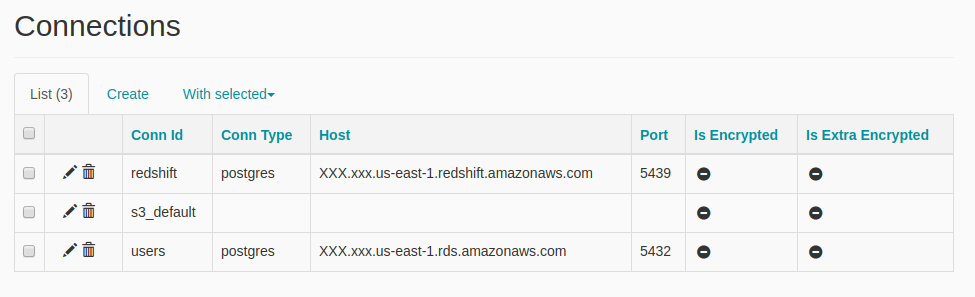 Connections
List (3) Create With selected
Conn Id Conn Type Host Port Is Encrypted Is Extra Encrypted
redshift postgres XXX.xxx.us-east-1.redshift.amazonaws.com 5439
s3_default
users postgres XXX.xxx.us-east-1.rds.amazonaws.com 5432